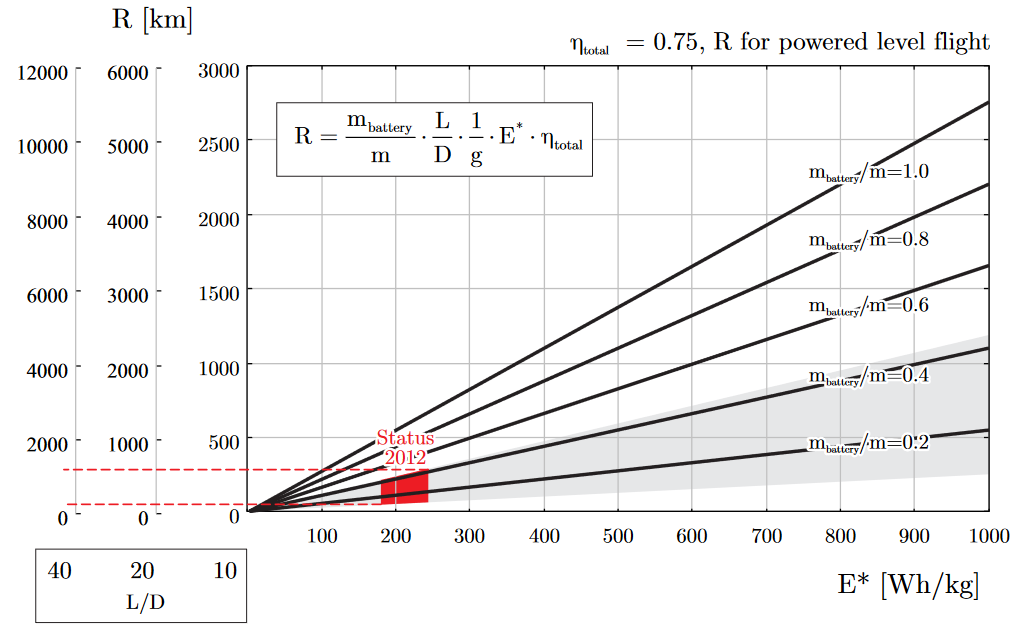 R [km]
η_total = 0.75, R for powered level flight
12000 6000 3000
10000 5000 2500
8000 4000 2000
6000 3000 1500
4000 2000 1000
2000 1000 500
0 0 0
R = m_battery/m · L/D · 1/g · E* · η_total
m_battery/m=1.0
m_battery/m=0.8
m_battery/m=0.6
m_battery/m=0.4
m_battery/m=0.2
Status
2012
100 200 300 400 500 600 700 800 900 1000
E* [Wh/kg]
40 20 10
L/D